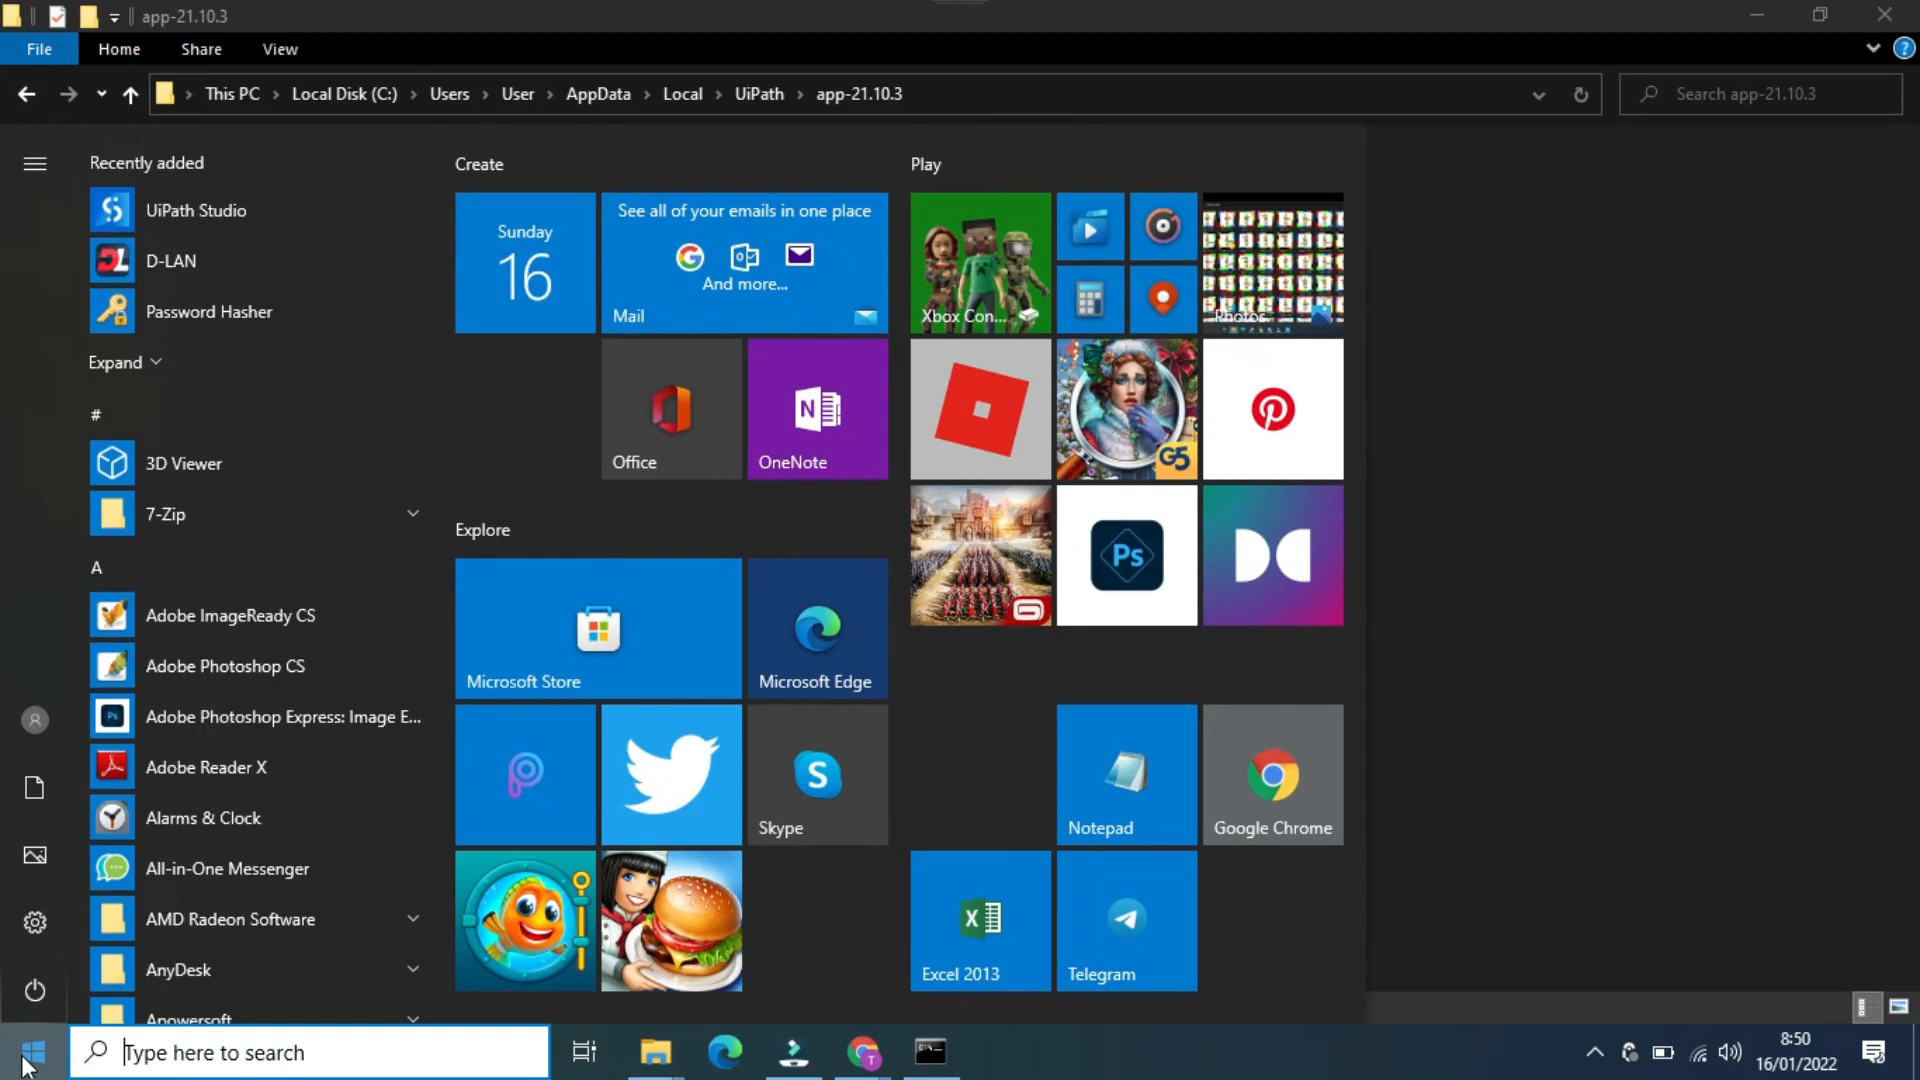 app-21.10.3
File Home Share View
This PC Local Disk (C:) Users User AppData Local UiPath app-21.10.3
Search app-21.10.3
Recently added
UiPath Studio
D-LAN
Password Hasher
Expand
#
3D Viewer
7-Zip
A
Adobe ImageReady CS
Adobe Photoshop CS
Adobe Photoshop Express: Image E...
Adobe Reader X
Alarms & Clock
All-in-One Messenger
AMD Radeon Software
AnyDesk
Apowersoft
Create
Sunday
16
See all of your emails in one place
And more...
Mail
Office
OneNote
Explore
Microsoft Store
Microsoft Edge
Skype
Play
Xbox Con...
Photos
G5
Ps
Notepad
Google Chrome
Excel 2013
Telegram
Type here to search
T
8:50
16/01/2022